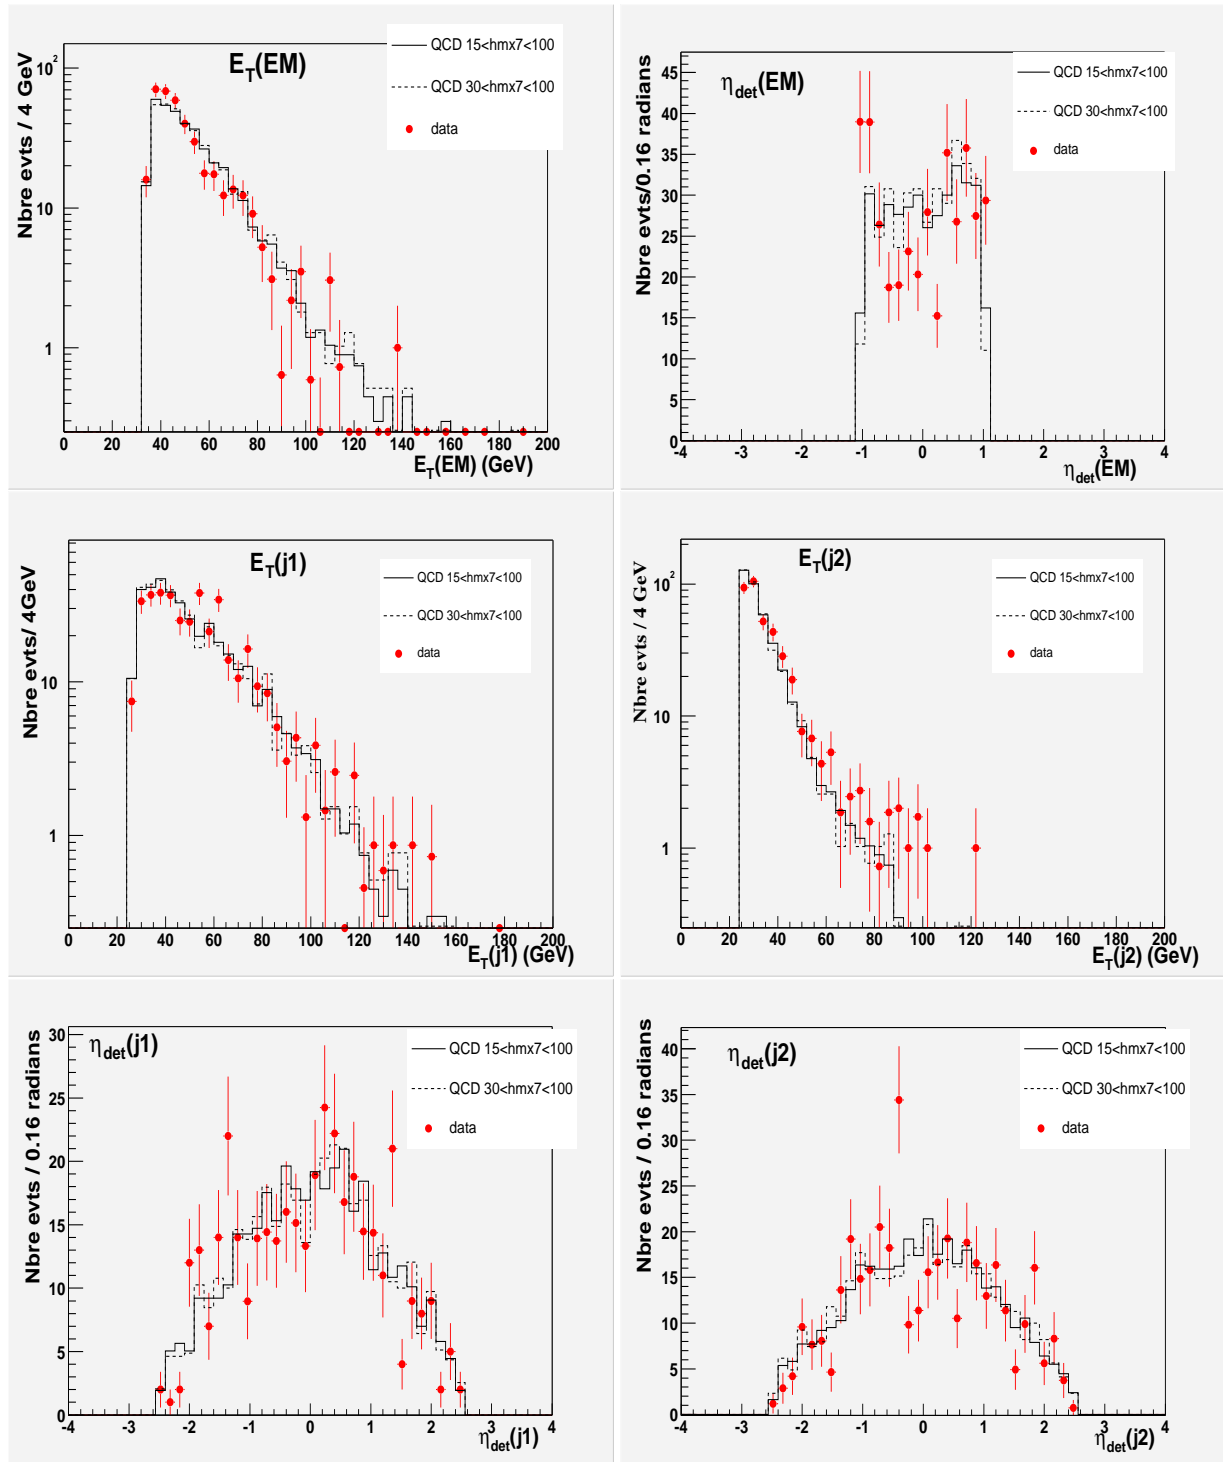 E_T(EM)
QCD 15<hmx7<100
QCD 30<hmx7<100
data
Nbre evts / 4 GeV
10^2
10
1
0 20 40 60 80 100 120 140 160 180 200
E_T(EM) (GeV)
η_det(EM)
QCD 15<hmx7<100
QCD 30<hmx7<100
data
Nbre evts/0.16 radians
45
40
35
30
25
20
15
10
5
0
-4 -3 -2 -1 0 1 2 3 4
η_det(EM)
E_T(j1)
QCD 15<hmx7<100
QCD 30<hmx7<100
data
Nbre evts/ 4GeV
10
1
0 20 40 60 80 100 120 140 160 180 200
E_T(j1) (GeV)
E_T(j2)
QCD 15<hmx7<100
QCD 30<hmx7<100
data
Nbre evts / 4 GeV
10^2
10
1
0 20 40 60 80 100 120 140 160 180 200
E_T(j2) (GeV)
η_det(j1)
QCD 15<hmx7<100
QCD 30<hmx7<100
data
Nbre evts / 0.16 radians
30
25
20
15
10
5
0
-4 -3 -2 -1 0 1 2 3 4
η_det(j1)
η_det(j2)
QCD 15<hmx7<100
QCD 30<hmx7<100
data
Nbre evts / 0.16 radians
40
35
30
25
20
15
10
5
0
-4 -3 -2 -1 0 1 2 3 4
η_det(j2)